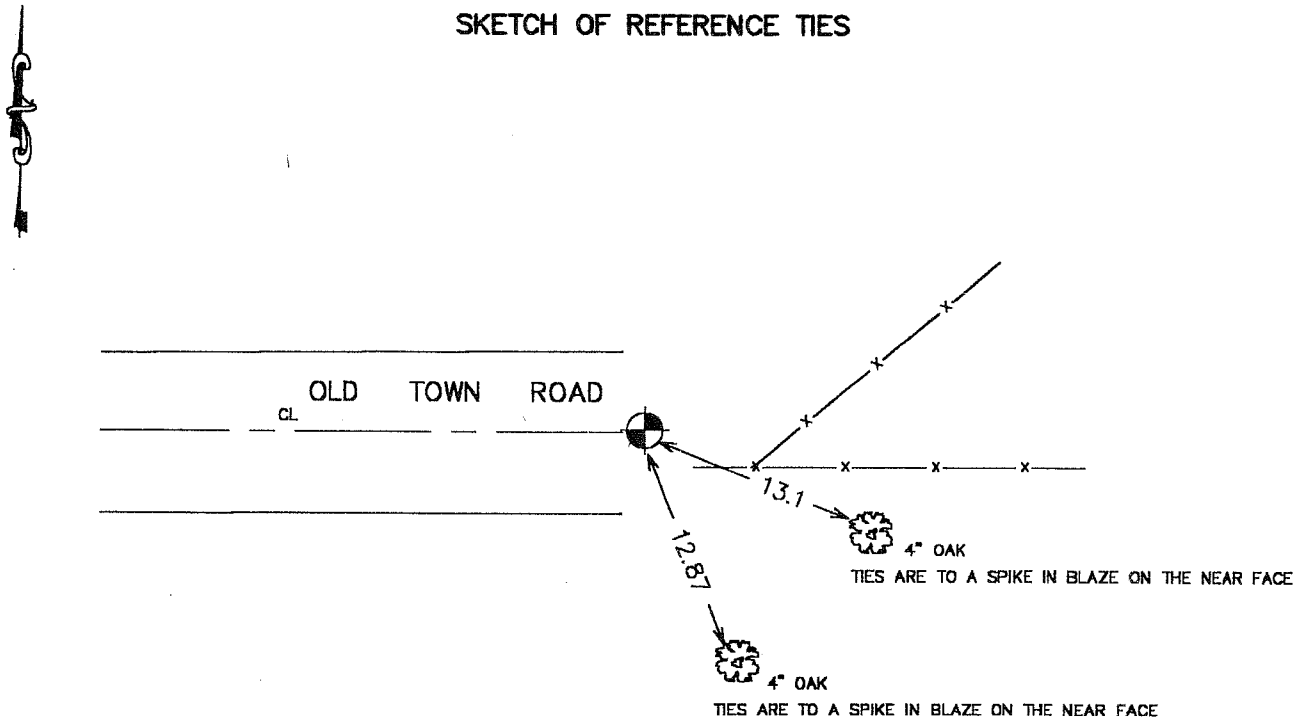 SKETCH OF REFERENCE TIES
OLD TOWN ROAD
CL
x
x
x
x x x x
13.1
12.87
4" OAK
TIES ARE TO A SPIKE IN BLAZE ON THE NEAR FACE
4" OAK
TIES ARE TO A SPIKE IN BLAZE ON THE NEAR FACE